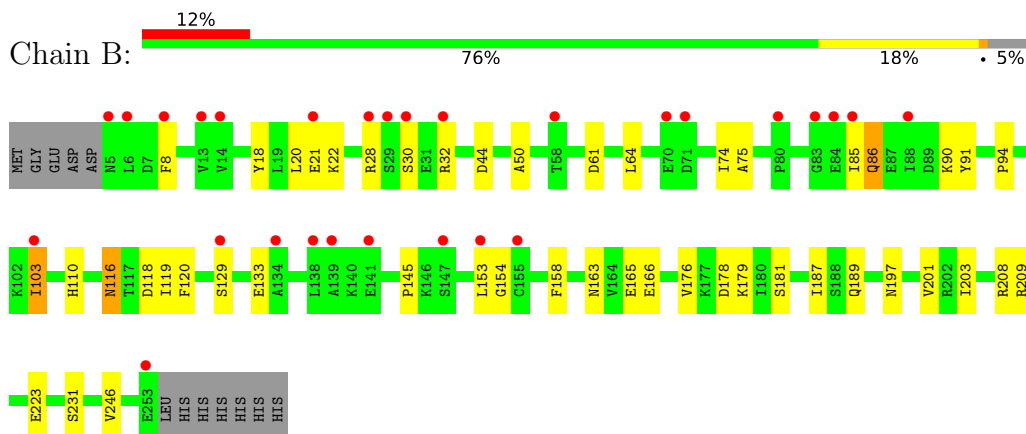 12%
Chain B:
76% 18% • 5%
MET GLY GLU ASP ASP N5 L6 D7 F8 V13 V14 Y18 L19 L20 E21 K22 R28 S29 S30 E31 R32 D44 A50 T58 D61 L64 E70 D71 I74 A75 P80 G83 E84 I85 Q86 E87 I88 D89 K90 Y91 P94
K102 I103 H110 N116 T117 D118 I119 F120 S129 E133 A134 L138 A139 K140 E141 P145 K146 S147 L153 G154 C155 F158 N163 V164 E165 E166 V176 K177 D178 K179 I180 S181 I187 S188 Q189 N197 V201 R202 I203 R208 R209
E223 S231 V246 E253 LEU HIS HIS HIS HIS HIS HIS